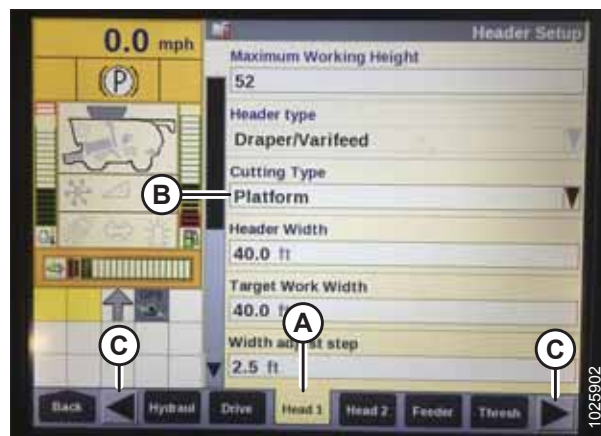 0.0 mph
Header Setup
(P)
Maximum Working Height
52
Header type
Draper/Varifeed
Cutting Type
B
Platform
Header Width
40.0 ft
Target Work Width
40.0 ft
A
Width adjust step
C
C
2.5 ft
Back
Hydraul
Drive
Head 1
Head 2
Feeder
Thresh
1025902